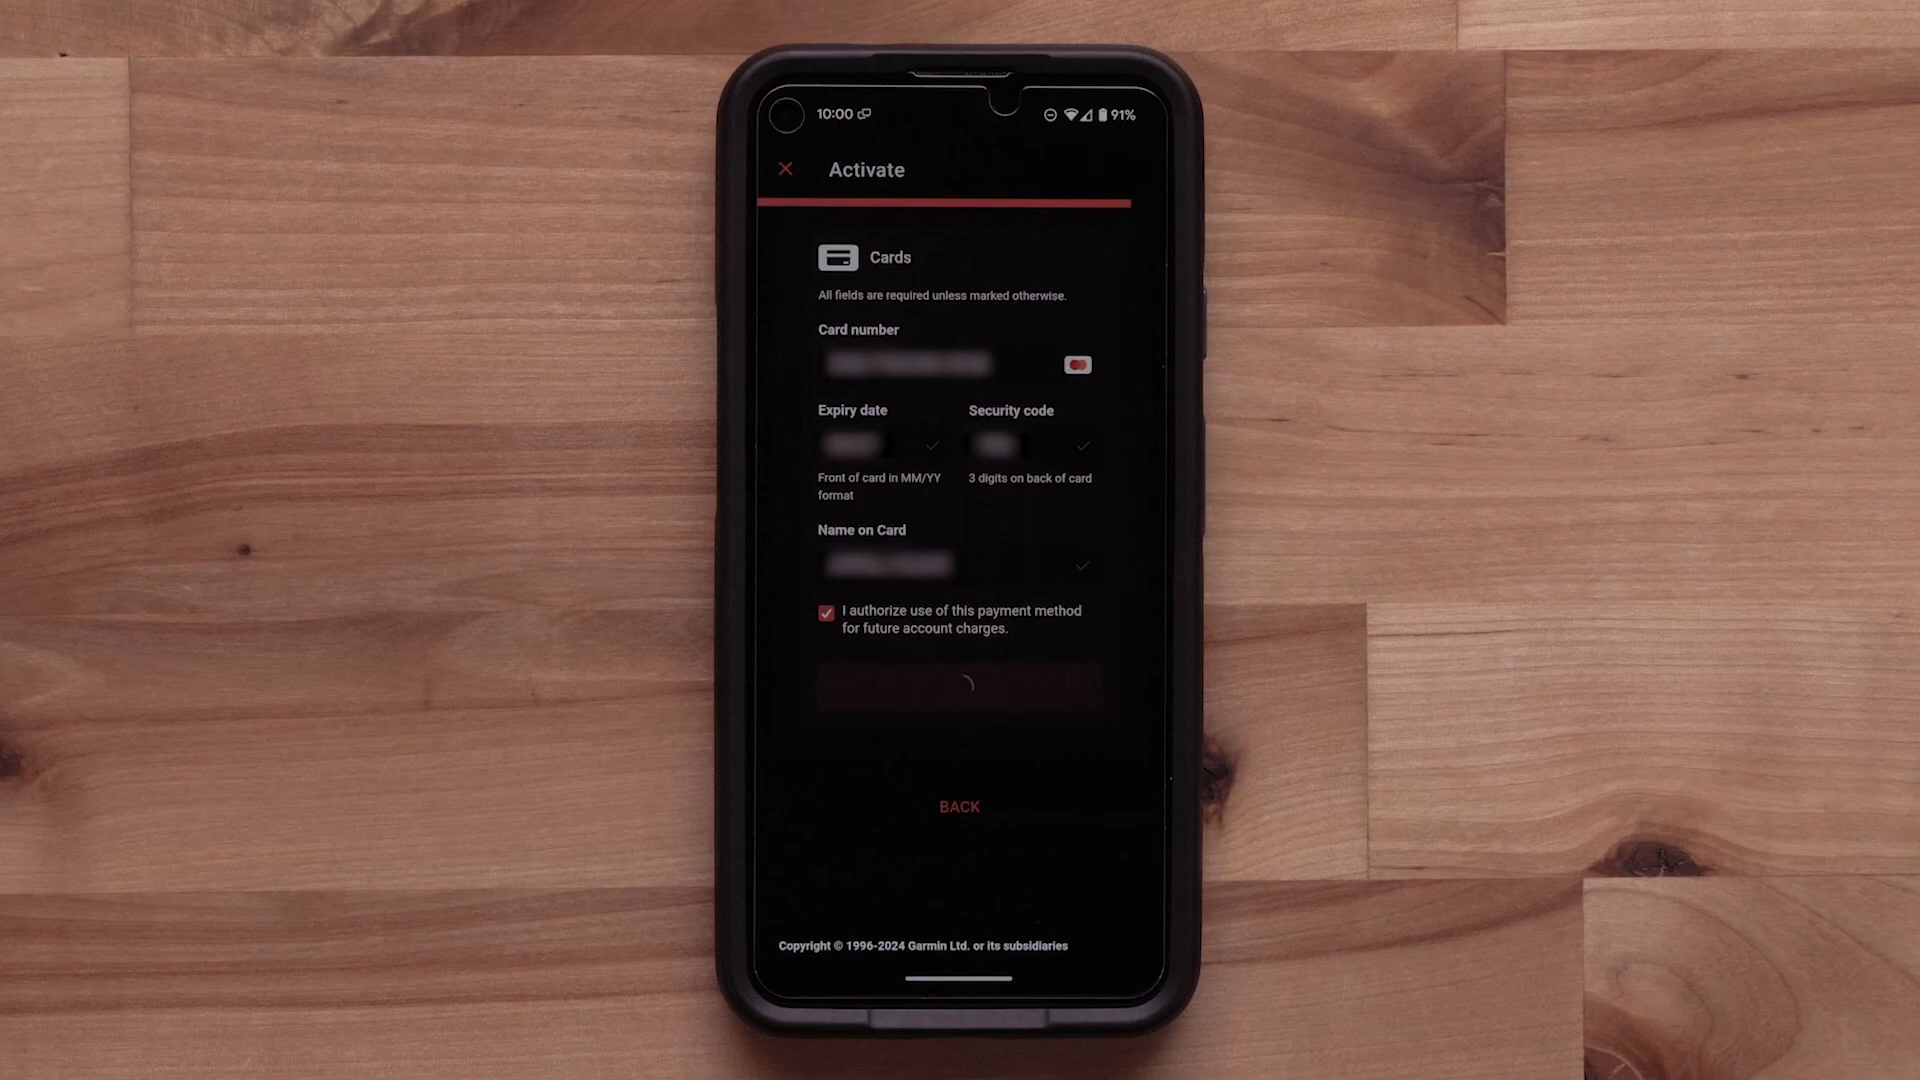 10:00
91%
Activate
Cards
All fields are required unless marked otherwise.
Card number
Expiry date
Security code
Front of card in MM/YY
format
3 digits on back of card
Name on Card
I authorize use of this payment method
for future account charges.
BACK
Copyright © 1996-2024 Garmin Ltd. or its subsidiaries